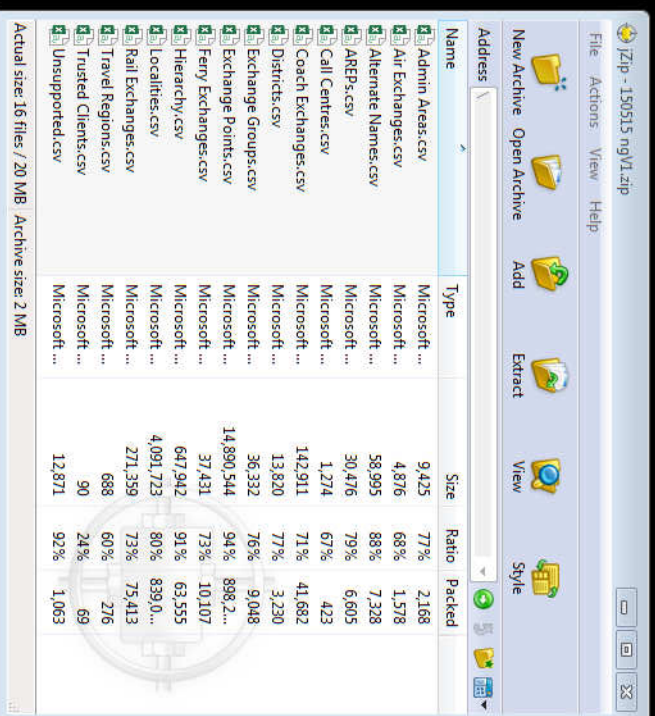 jZip - 150515 ngV1.zip
File Actions View Help
New Archive Open Archive Add Extract View Style
Address \
Name Type Size Ratio Packed
Admin Areas.csv Microsoft ... 9,425 77% 2,168
Air Exchanges.csv Microsoft ... 4,876 68% 1,578
Alternate Names.csv Microsoft ... 58,995 88% 7,328
AREPs.csv Microsoft ... 30,476 79% 6,605
Call Centres.csv Microsoft ... 1,274 67% 423
Coach Exchanges.csv Microsoft ... 142,911 71% 41,682
Districts.csv Microsoft ... 13,820 77% 3,230
Exchange Groups.csv Microsoft ... 36,332 76% 9,048
Exchange Points.csv Microsoft ... 14,890,544 94% 898,2...
Ferry Exchanges.csv Microsoft ... 37,431 73% 10,107
Hierarchy.csv Microsoft ... 647,942 91% 63,555
Localities.csv Microsoft ... 4,091,723 80% 839,0...
Rail Exchanges.csv Microsoft ... 271,359 73% 75,413
Travel Regions.csv Microsoft ... 688 60% 276
Trusted Clients.csv Microsoft ... 90 24% 69
Unsupported.csv Microsoft ... 12,871 92% 1,063
Actual size: 16 files / 20 MB Archive size: 2 MB